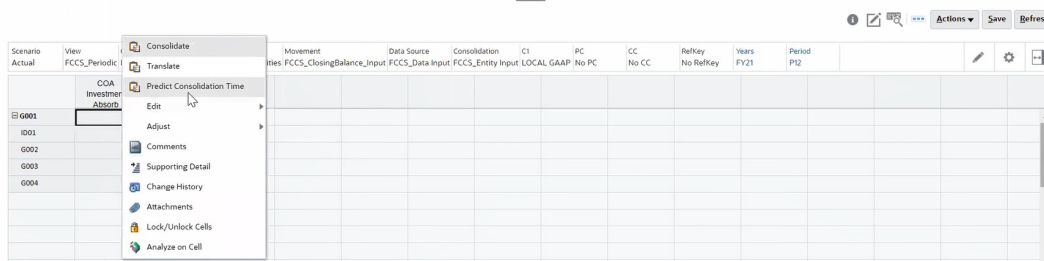 Actions Save Refres
Scenario View Movement Data Source Consolidation C1 PC CC RefKey Years Period
Actual FCCS_Periodic ities FCCS_ClosingBalance_Input FCCS_Data Input FCCS_Entity Input LOCAL GAAP No PC No CC No RefKey FY21 P12
COA
Investmen
Absorb
G001
ID01
G002
G003
G004
Consolidate
Translate
Predict Consolidation Time
Edit
Adjust
Comments
Supporting Detail
Change History
Attachments
Lock/Unlock Cells
Analyze on Cell